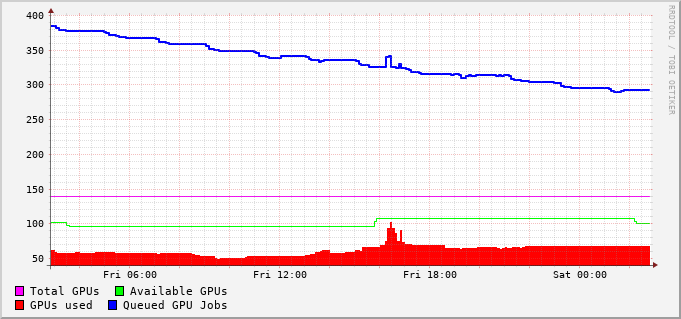 400
350
300
250
200
150
100
50
Fri 06:00 Fri 12:00 Fri 18:00 Sat 00:00
Total GPUs Available GPUs
GPUs used Queued GPU Jobs
RRDTOOL / TOBI OETIKER